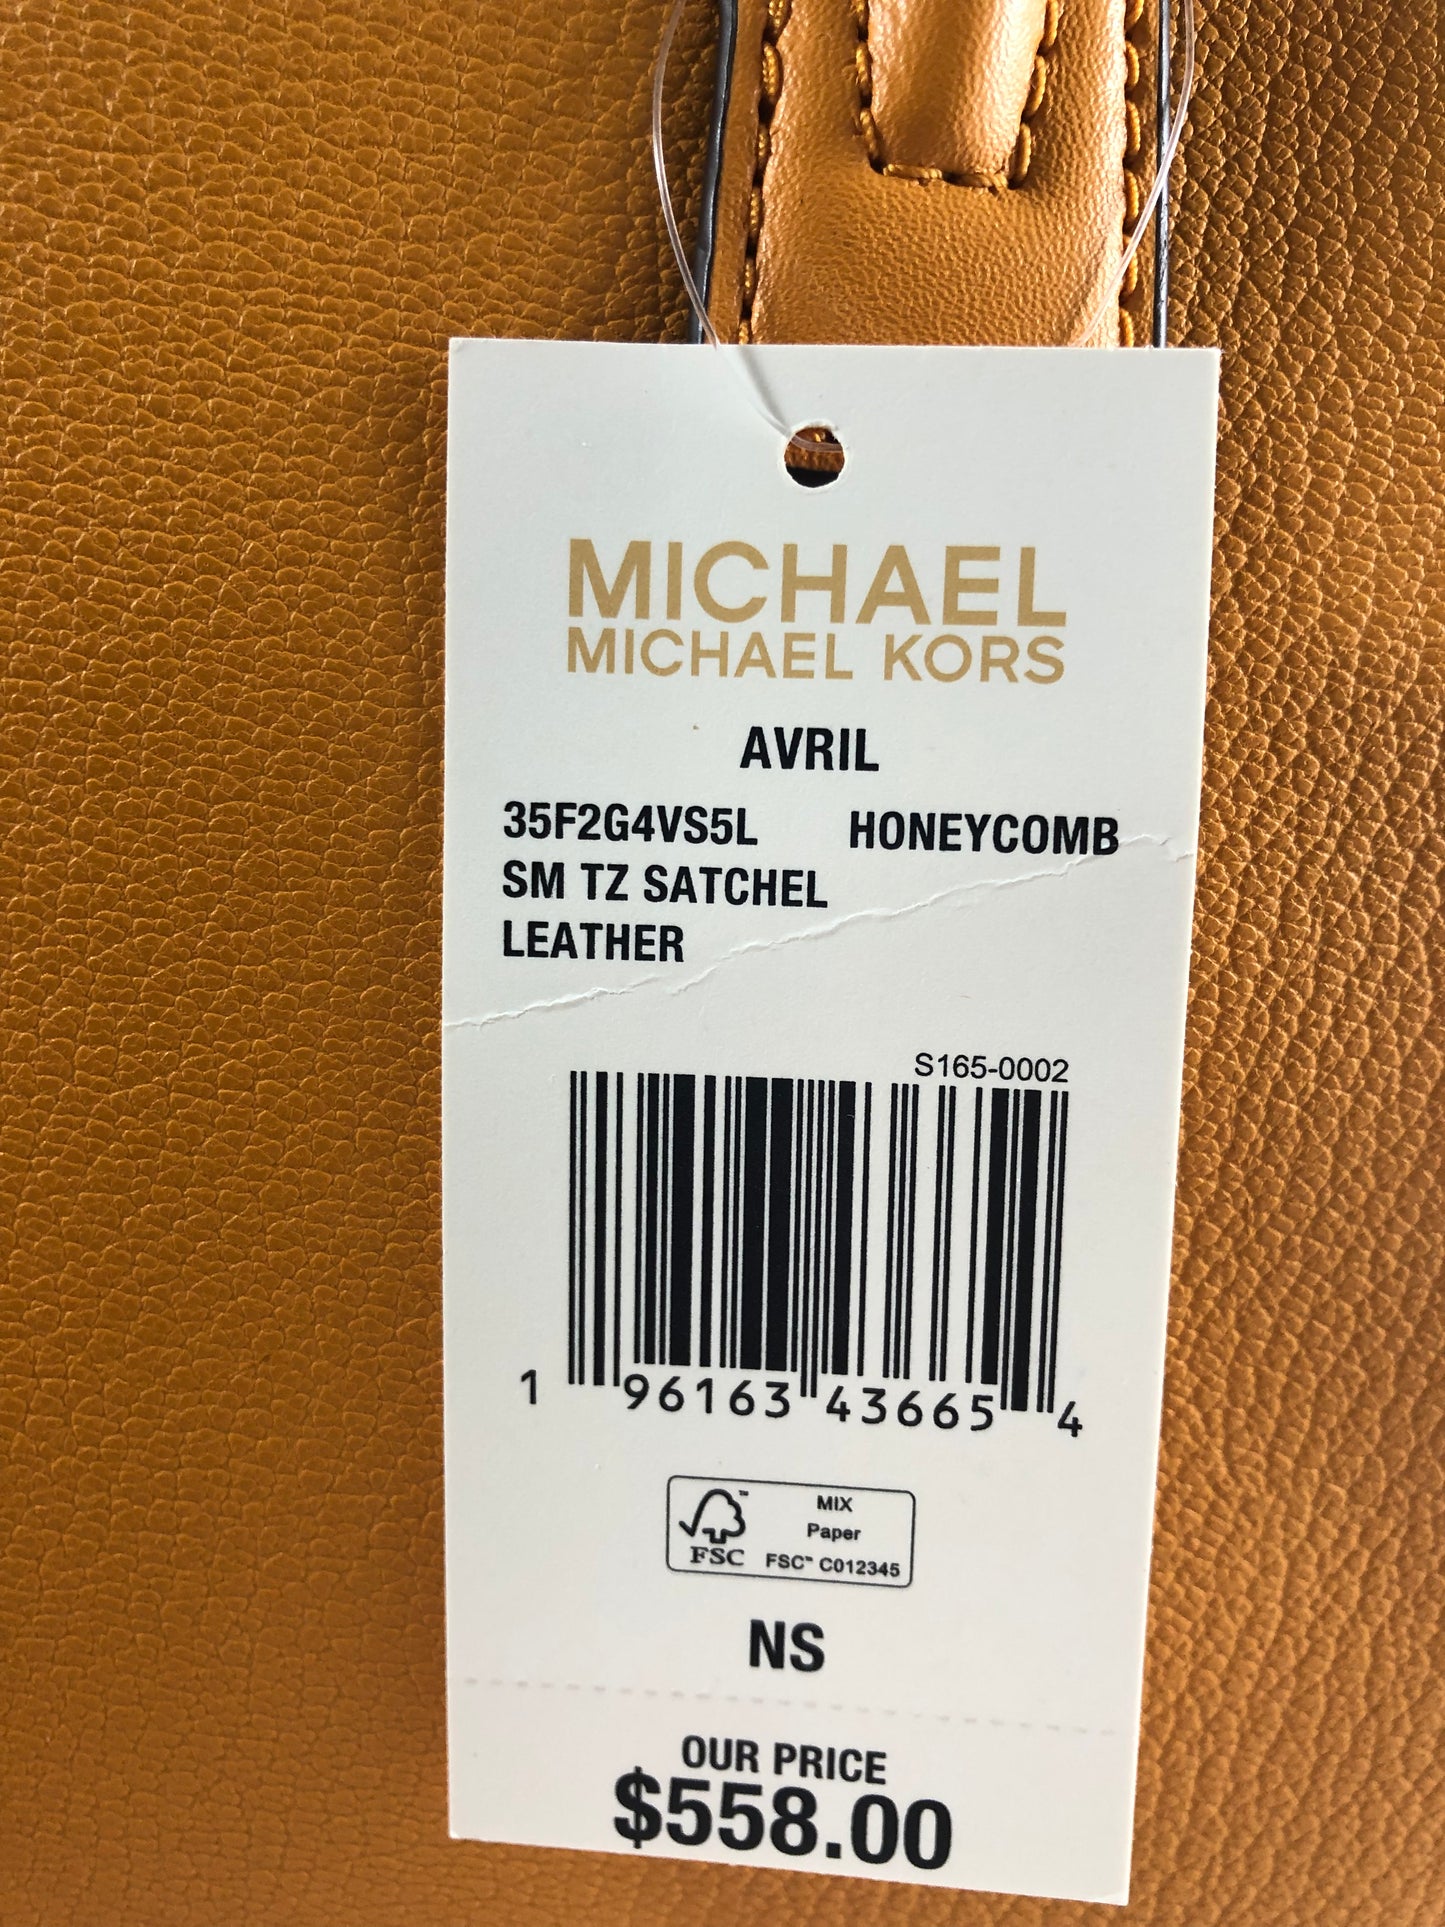 MICHAEL
MICHAEL KORS
AVRIL
35F2G4VS5L HONEYCOMB
SM TZ SATCHEL
LEATHER
S165-0002
1 96163 43665 4
FSC™
MIX
Paper
FSC™ C012345
NS
OUR PRICE
$558.00